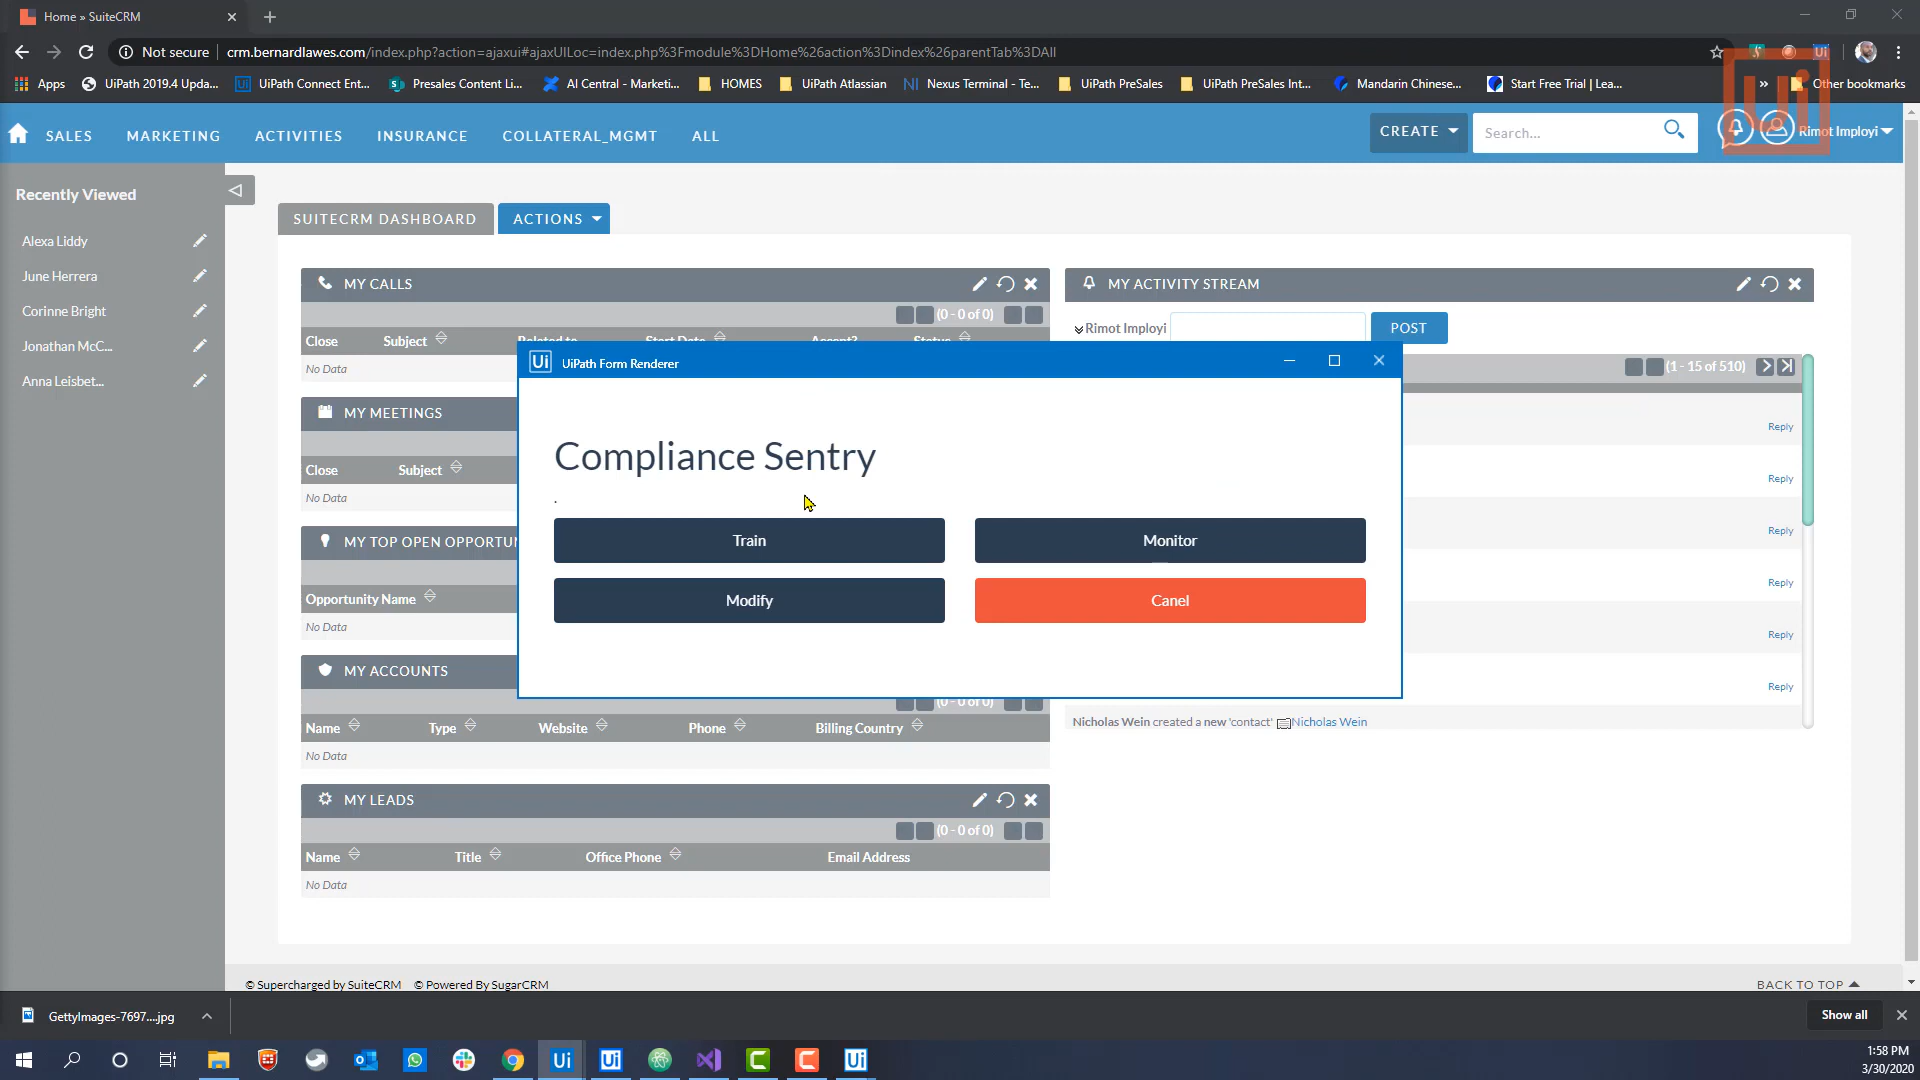 Home » SuiteCRM
Not secure
crm.bernardlawes.com/index.php?action=ajaxui#ajaxUILoc=index.php%3Fmodule%3DHome%26action%3Dindex%26parentTab%3DAll
Apps
UiPath 2019.4 Upda...
UiPath Connect Ent...
Presales Content Li...
AI Central - Marketi...
HOMES
UiPath Atlassian
Nexus Terminal - Te...
UiPath PreSales
UiPath PreSales Int...
Mandarin Chinese...
Start Free Trial | Lea...
»
Other bookmarks
SALES
MARKETING
ACTIVITIES
INSURANCE
COLLATERAL_MGMT
ALL
CREATE
Search...
Rimot Imployi
Recently Viewed
Alexa Liddy
June Herrera
Corinne Bright
Jonathan McC...
Anna Leisbet...
SUITECRM DASHBOARD
ACTIONS
MY CALLS
(0 - 0 of 0)
Close
Subject
Related to
Start Date
Accept?
Status
No Data
MY MEETINGS
Close
Subject
No Data
MY TOP OPEN OPPORTUN
Opportunity Name
No Data
MY ACCOUNTS
(0 - 0 of 0)
Name
Type
Website
Phone
Billing Country
No Data
MY LEADS
(0 - 0 of 0)
Name
Title
Office Phone
Email Address
No Data
MY ACTIVITY STREAM
Rimot Imployi
POST
(1 - 15 of 510)
Reply
Reply
Reply
Reply
Reply
Reply
Nicholas Wein created a new 'contact' Nicholas Wein
Ui
UiPath Form Renderer
Compliance Sentry
.
Train
Monitor
Modify
Canel
© Supercharged by SuiteCRM
© Powered By SugarCRM
BACK TO TOP
GettyImages-7697....jpg
Show all
Ui
Ui
Ui
1:58 PM
3/30/2020